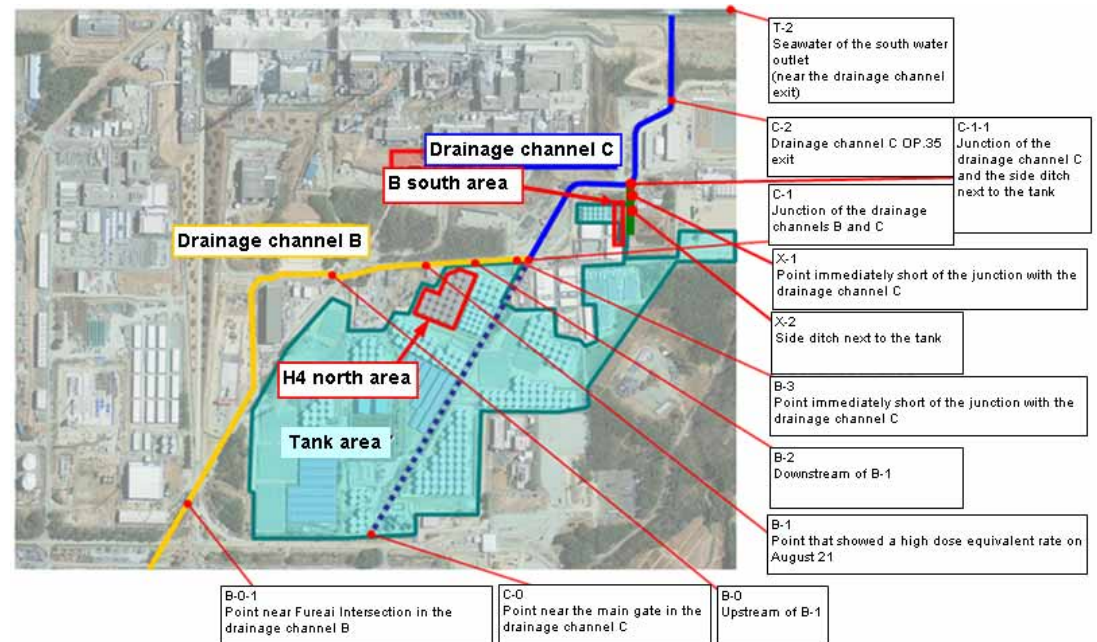 T-2
Seawater of the south water
outlet
(near the drainage channel
exit)
C-2
Drainage channel C OP.35
exit
C-1-1
Junction of the
drainage channel C
and the side ditch
next to the tank
Drainage channel C
B south area
C-1
Junction of the drainage
channels B and C
Drainage channel B
X-1
Point immediately short of the junction with the
drainage channel C
X-2
Side ditch next to the tank
H4 north area
B-3
Point immediately short of the junction with the
drainage channel C
Tank area
B-2
Downstream of B-1
B-1
Point that showed a high dose equivalent rate on
August 21
B-0-1
Point near Fureai Intersection in the
drainage channel B
C-0
Point near the main gate in the
drainage channel C
B-0
Upstream of B-1